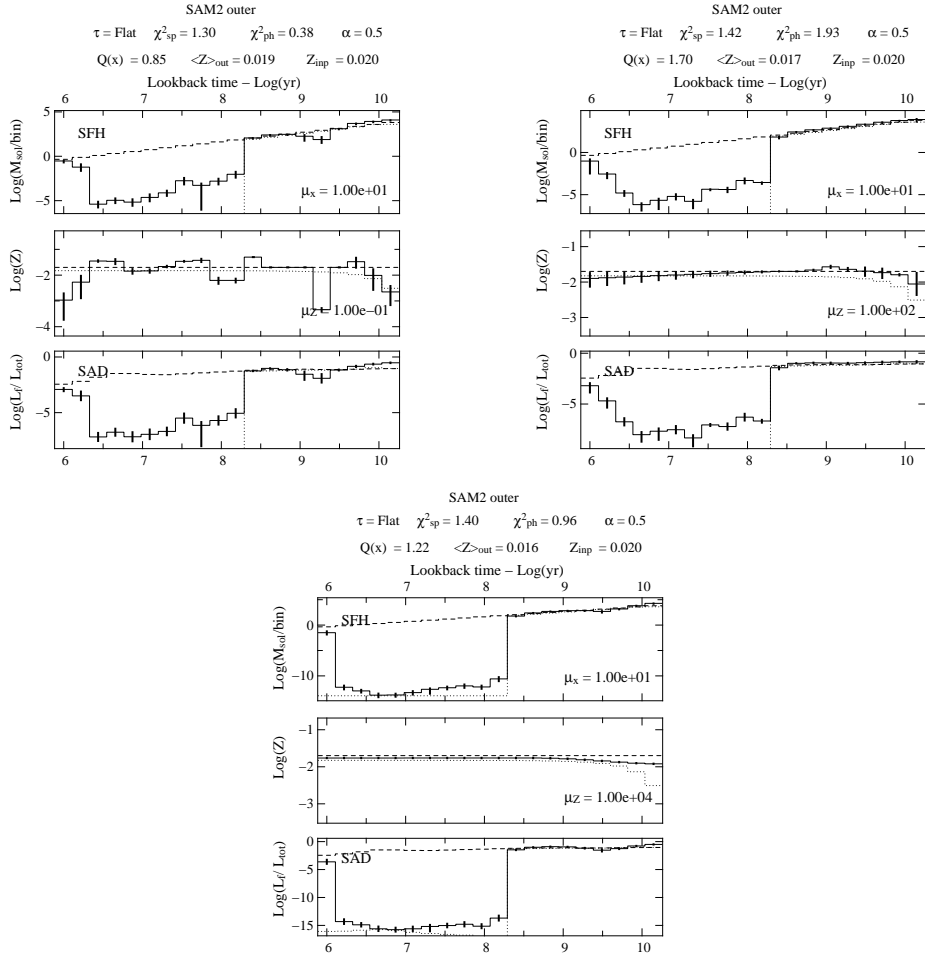 SAM2 outer
τ = Flat χ²sp = 1.30 χ²ph = 0.38 α = 0.5
Q(x) = 0.85 <Z>out = 0.019 Zinp = 0.020
Lookback time − Log(yr)
6 7 8 9 10
Log(Msol/bin)
5
0
−5
SFH
μx = 1.00e+01
Log(Z)
−2
−4
μZ = 1.00e−01
Log(Lf/ Ltot)
0
−5
SAD
6 7 8 9 10
SAM2 outer
τ = Flat χ²sp = 1.42 χ²ph = 1.93 α = 0.5
Q(x) = 1.70 <Z>out = 0.017 Zinp = 0.020
Lookback time − Log(yr)
6 7 8 9 10
Log(Msol/bin)
5
0
−5
SFH
μx = 1.00e+01
Log(Z)
−1
−2
−3
μZ = 1.00e+02
Log(Lf/ Ltot)
0
−5
SAD
6 7 8 9 10
SAM2 outer
τ = Flat χ²sp = 1.40 χ²ph = 0.96 α = 0.5
Q(x) = 1.22 <Z>out = 0.016 Zinp = 0.020
Lookback time − Log(yr)
6 7 8 9 10
Log(Msol/bin)
0
−10
SFH
μx = 1.00e+01
Log(Z)
−1
−2
−3
μZ = 1.00e+04
Log(Lf/ Ltot)
0
−5
−10
−15
SAD
6 7 8 9 10